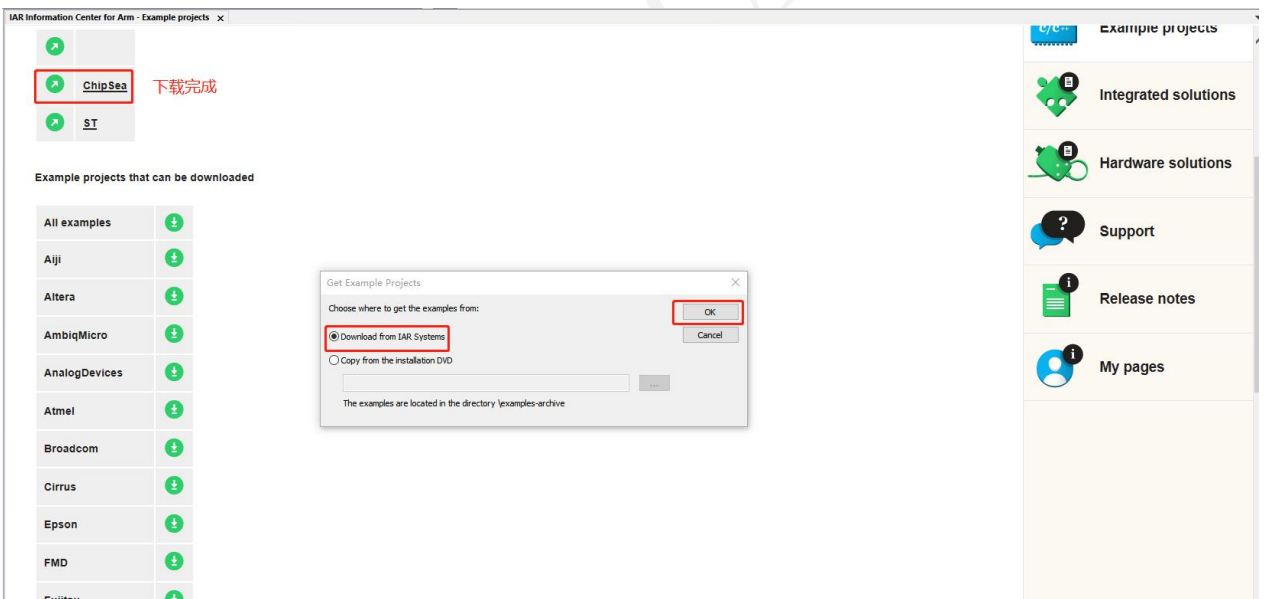 IAR Information Center for Arm - Example projects x
ChipSea 下载完成
ST
Example projects that can be downloaded
All examples
Aiji
Altera
AmbiqMicro
AnalogDevices
Atmel
Broadcom
Cirrus
Epson
FMD
Get Example Projects
Choose where to get the examples from:
OK
Download from IAR Systems
Cancel
Copy from the installation DVD
...
The examples are located in the directory \examples-archive
Example projects
Integrated solutions
Hardware solutions
Support
Release notes
My pages